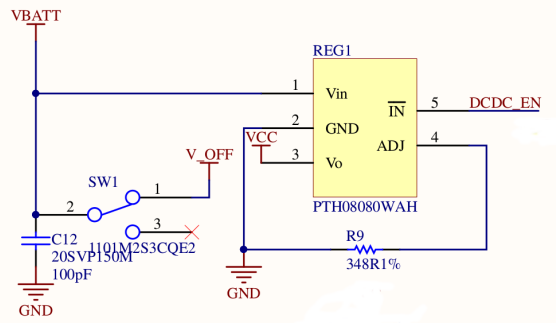 VBATT
REG1
1
Vin
5
DCDC_EN
IN
2
GND
4
ADJ
VCC
3
Vo
V_OFF
SW1
1
PTH08080WAH
2
3
C12
1101M2S3CQE2
20SVP150M
100pF
R9
348R1%
GND
GND